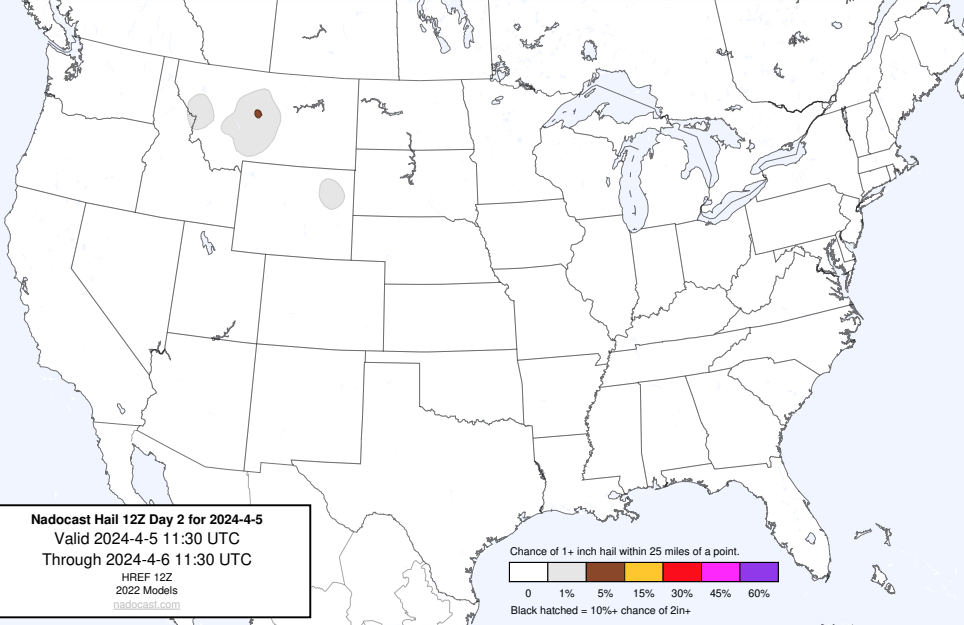 Nadocast Hail 12Z Day 2 for 2024-4-5
Valid 2024-4-5 11:30 UTC
Through 2024-4-6 11:30 UTC
HREF 12Z
2022 Models
nadocast.com
Chance of 1+ inch hail within 25 miles of a point.
0 1% 5% 15% 30% 45% 60%
Black hatched = 10%+ chance of 2in+